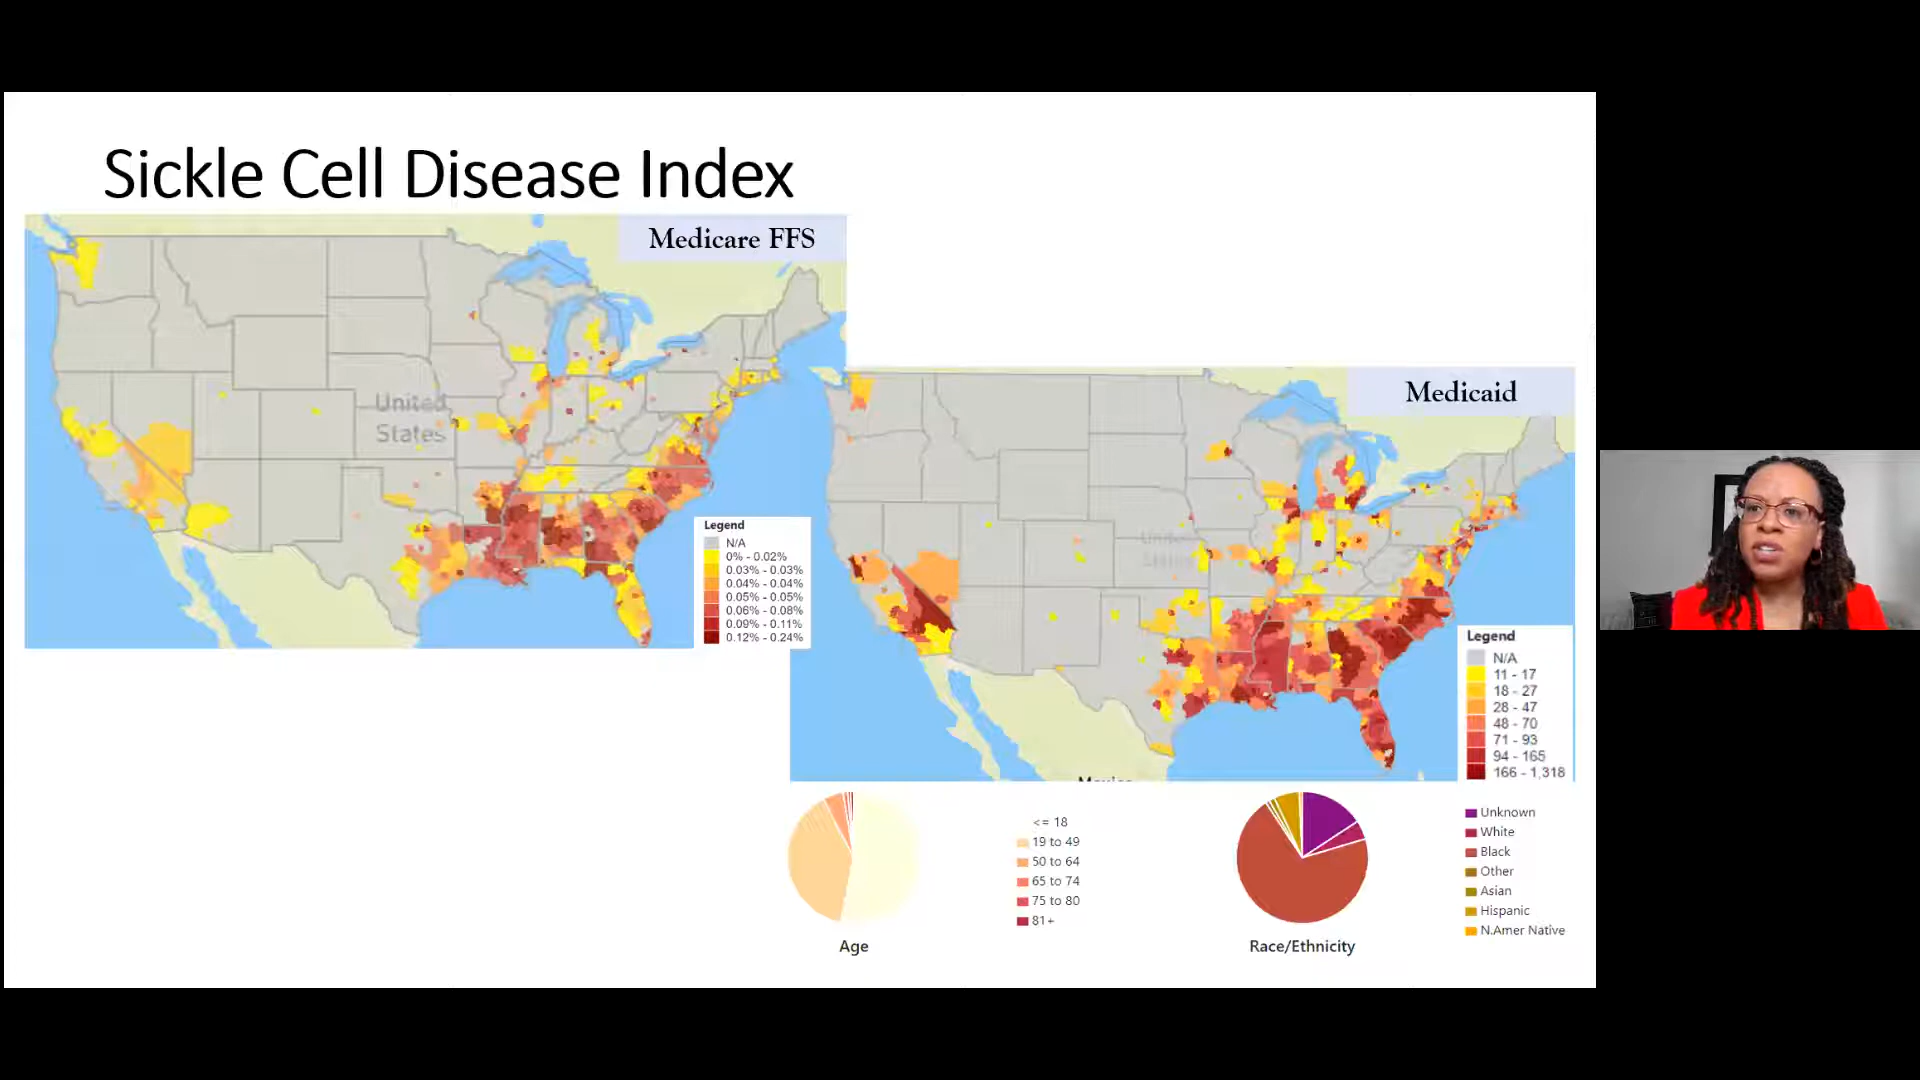 Sickle Cell Disease Index
Medicare FFS
United
States
Legend
N/A
0% - 0.02%
0.03% - 0.03%
0.04% - 0.04%
0.05% - 0.05%
0.06% - 0.08%
0.09% - 0.11%
0.12% - 0.24%
Medicaid
United
States
Legend
N/A
11 - 17
18 - 27
28 - 47
48 - 70
71 - 93
94 - 165
166 - 1,318
<= 18
19 to 49
50 to 64
65 to 74
75 to 80
81+
Age
Unknown
White
Black
Other
Asian
Hispanic
N.Amer Native
Race/Ethnicity